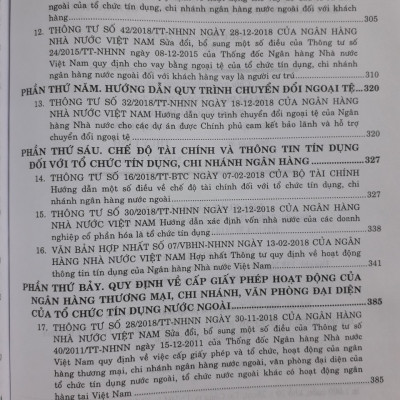 ngoài của tổ chức tín dụng, chi nhánh ngân hàng nước ngoài đối với khách
hàng ......... 305
12. THÔNG TƯ SỐ 42/2018/TT-NHNN NGÀY 28-12-2018 CỦA NGÂN HÀNG
NHÀ NƯỚC VIỆT NAM Sửa đổi, bổ sung một số điều của Thông tư số
24/2015/TT-NHNN ngày 08-12-2015 của Thống đốc Ngân hàng Nhà nước
Việt Nam quy định cho vay bằng ngoại tệ của tổ chức tín dụng, chi nhánh
ngân hàng nước ngoài đối với khách hàng vay là người cư trú ......... 310
PHẦN THỨ NĂM. HƯỚNG DẪN QUY TRÌNH CHUYỂN ĐỔI NGOẠI TỆ...320
13. THÔNG TƯ SỐ 32/2018/TT-NHNN NGÀY 18-12-2018 CỦA NGÂN HÀNG
NHÀ NƯỚC VIỆT NAM Hướng dẫn quy trình chuyển đổi ngoại tệ của Ngân hàng
Nhà nước cho các dự án được Chính phủ cam kết bảo lãnh và hỗ trợ
chuyển đổi ngoại tệ ......... 320
PHẦN THỨ SÁU. CHẾ ĐỘ TÀI CHÍNH VÀ THÔNG TIN TÍN DỤNG
ĐỐI VỚI TỔ CHỨC TÍN DỤNG, CHI NHÁNH NGÂN HÀNG ......... 327
14. THÔNG TƯ SỐ 16/2018/TT-BTC NGÀY 07-02-2018 CỦA BỘ TÀI CHÍNH
Hướng dẫn một số điều về chế độ tài chính đối với tổ chức tín dụng, chi
nhánh ngân hàng nước ngoài ......... 327
15. THÔNG TƯ SỐ 30/2018/TT-NHNN NGÀY 12-12-2018 CỦA NGÂN HÀNG
NHÀ NƯỚC VIỆT NAM Hướng dẫn xác định vốn nhà nước của các doanh
nghiệp cổ phần hóa là tổ chức tín dụng ......... 338
16. VĂN BẢN HỢP NHẤT SỐ 07/VBHN-NHNN NGÀY 13-02-2018 CỦA NGÂN
HÀNG NHÀ NƯỚC VIỆT NAM Hợp nhất Thông tư quy định về hoạt động
thông tin tín dụng của Ngân hàng Nhà nước Việt Nam ......... 341
PHẦN THỨ BẢY. QUY ĐỊNH VỀ CẤP GIẤY PHÉP HOẠT ĐỘNG CỦA
NGÂN HÀNG THƯƠNG MẠI, CHI NHÁNH, VĂN PHÒNG ĐẠI DIỆN
CỦA TỔ CHỨC TÍN DỤNG NƯỚC NGOÀI ......... 385
17. THÔNG TƯ SỐ 28/2018/TT-NHNN NGÀY 30-11-2018 CỦA NGÂN HÀNG
NHÀ NƯỚC VIỆT NAM Sửa đổi, bổ sung một số điều của Thông tư số
40/2011/TT-NHNN ngày 15-12-2011 của Thống đốc Ngân hàng Nhà nước
Việt Nam quy định về việc cấp giấy phép và tổ chức, hoạt động của ngân
hàng thương mại, chi nhánh ngân hàng nước ngoài, văn phòng đại diện của
tổ chức tín dụng nước ngoài, tổ chức nước ngoài khác có hoạt động ngân
hàng tại Việt Nam ......... 385